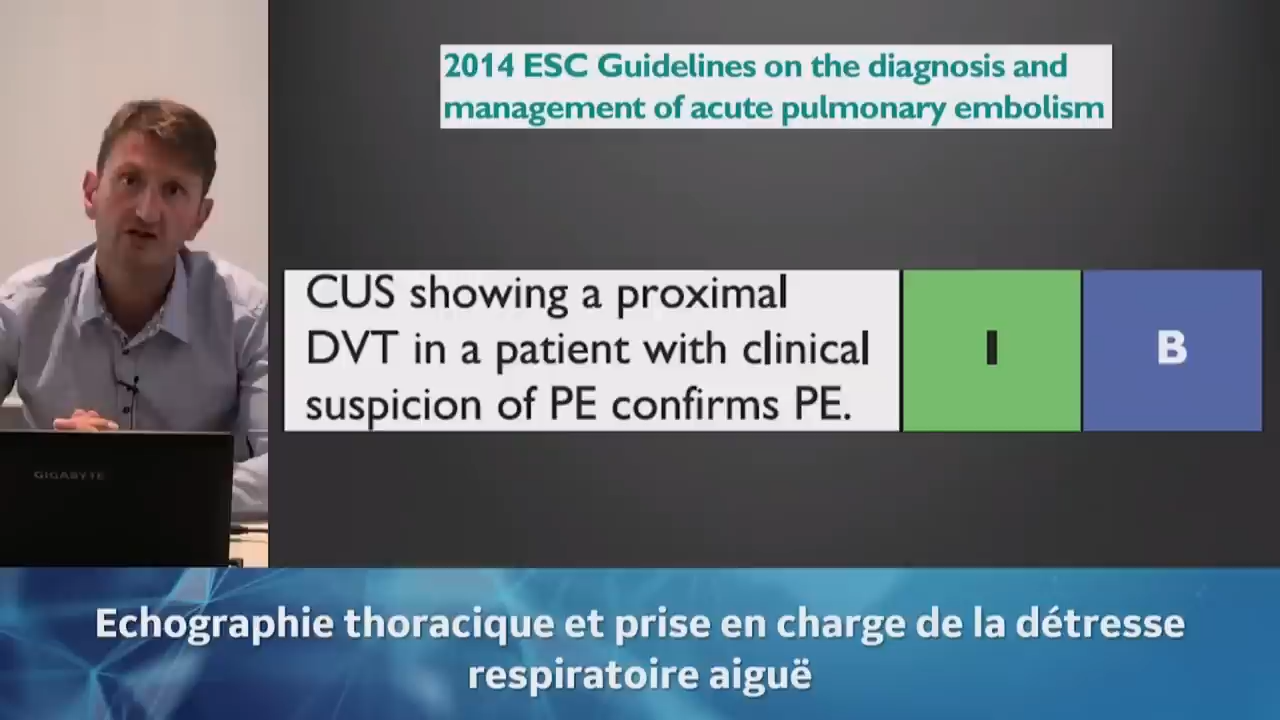 2014 ESC Guidelines on the diagnosis and
management of acute pulmonary embolism
CUS showing a proximal
DVT in a patient with clinical
suspicion of PE confirms PE.
I
B
GIGABYTE
Echographie thoracique et prise en charge de la détresse
respiratoire aiguë